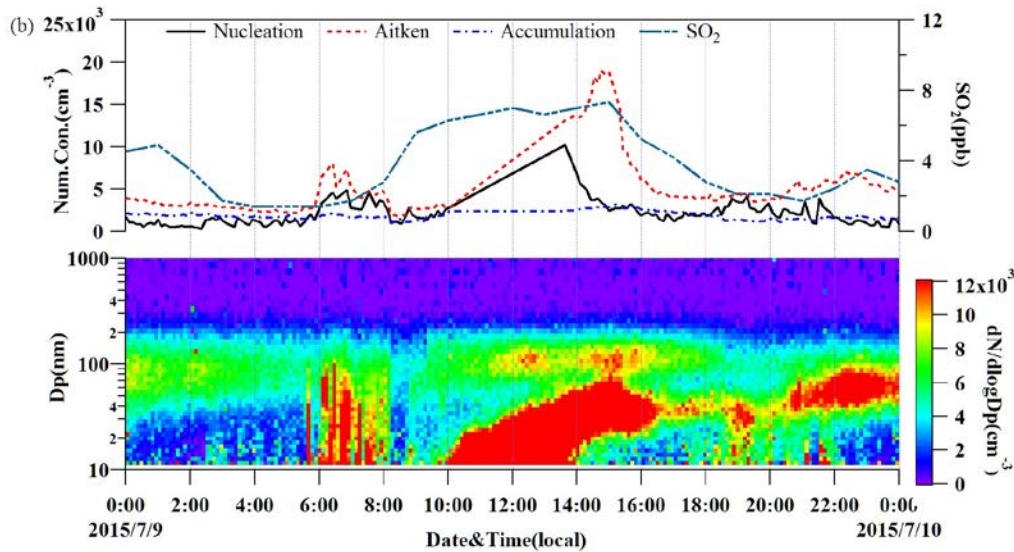 (b)
25x10³
20
15
10
5
0
Num.Con.(cm⁻³)
Nucleation Aitken Accumulation SO₂
12
9
6
3
0
SO₂(ppb)
1000
4
2
100
4
2
10
Dp(nm)
12x10³
10
8
6
4
2
0
dN/dlogDp(cm⁻³)
0:00 2:00 4:00 6:00 8:00 10:00 12:00 14:00 16:00 18:00 20:00 22:00 0:00
2015/7/9 2015/7/10
Date&Time(local)